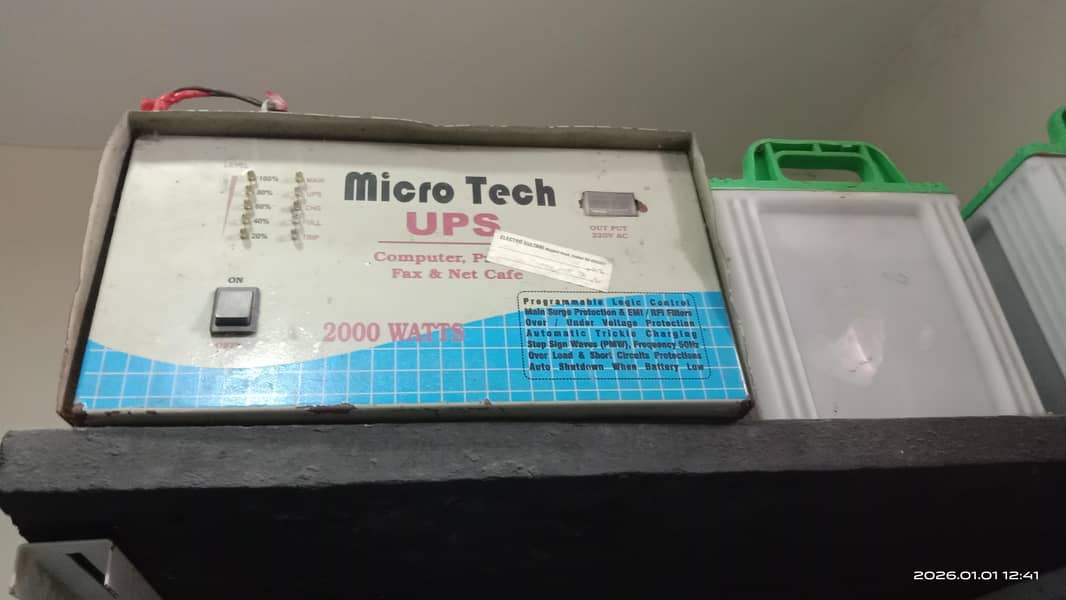 LEVEL
100%
80%
60%
40%
20%
MAIN
UPS
CHG
FULL
TRIP
Micro Tech
UPS
Computer, P
Fax & Net Cafe
OUT PUT
220V AC
ON
OFF
2000 WATTS
Programmable Logic Control
Main Surge Protection & EMI / RFI Filters
Over / Under Voltage Protection
Automatic Trickle Charging
Step Sign Waves (PMW), Frequency 50Hz
Over Load & Short Circuits Protections
Auto Shutdown When Battery Low
2026.01.01 12:41